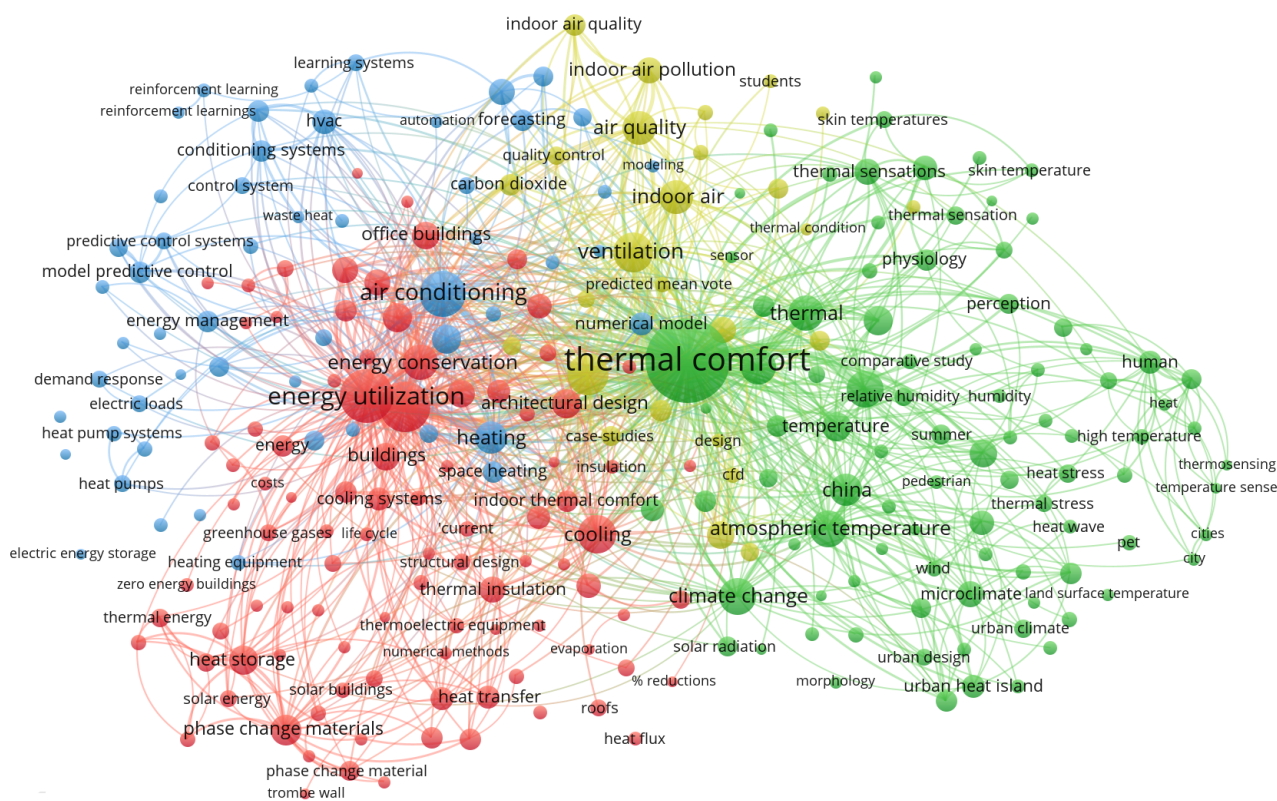 indoor air quality
learning systems
indoor air pollution
students
reinforcement learning
reinforcement learnings
hvac
automation
forecasting
air quality
skin temperatures
conditioning systems
quality control
modeling
thermal sensations
skin temperature
control system
carbon dioxide
indoor air
waste heat
office buildings
thermal condition
thermal sensation
predictive control systems
ventilation
sensor
physiology
model predictive control
predicted mean vote
air conditioning
perception
energy management
numerical model
thermal
energy conservation
thermal comfort
comparative study
human
demand response
energy utilization
architectural design
relative humidity
humidity
heat
electric loads
heat pump systems
energy
heating
case-studies
design
temperature
summer
high temperature
buildings
space heating
insulation
cfd
pedestrian
heat stress
thermosensing
heat pumps
costs
china
temperature sense
cooling systems
indoor thermal comfort
thermal stress
greenhouse gases
life cycle
'current
cooling
atmospheric temperature
heat wave
pet
cities
electric energy storage
heating equipment
structural design
wind
city
zero energy buildings
thermal insulation
climate change
microclimate
land surface temperature
thermal energy
thermoelectric equipment
urban climate
heat storage
numerical methods
evaporation
solar radiation
urban design
solar energy
solar buildings
heat transfer
% reductions
morphology
urban heat island
roofs
phase change materials
heat flux
phase change material
trombe wall